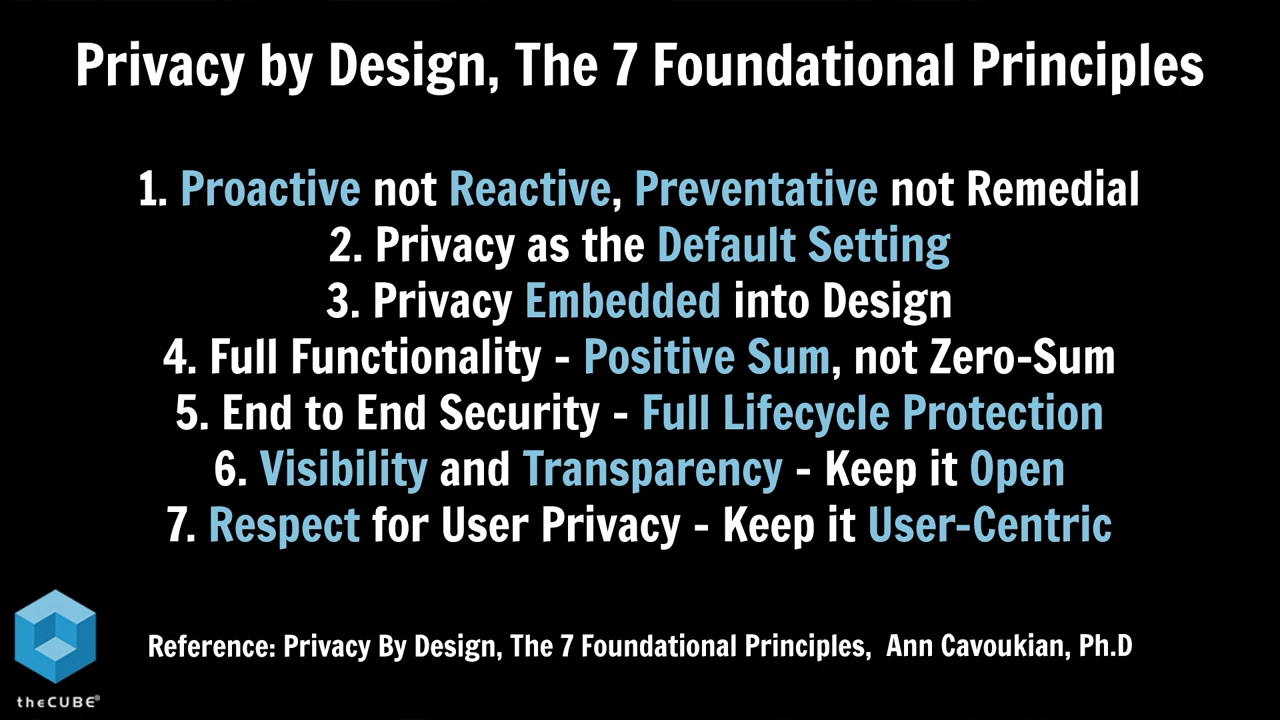 Privacy by Design, The 7 Foundational Principles
1. Proactive not Reactive, Preventative not Remedial
2. Privacy as the Default Setting
3. Privacy Embedded into Design
4. Full Functionality - Positive Sum, not Zero-Sum
5. End to End Security - Full Lifecycle Protection
6. Visibility and Transparency - Keep it Open
7. Respect for User Privacy - Keep it User-Centric
Reference: Privacy By Design, The 7 Foundational Principles, Ann Cavoukian, Ph.D
theCUBE®